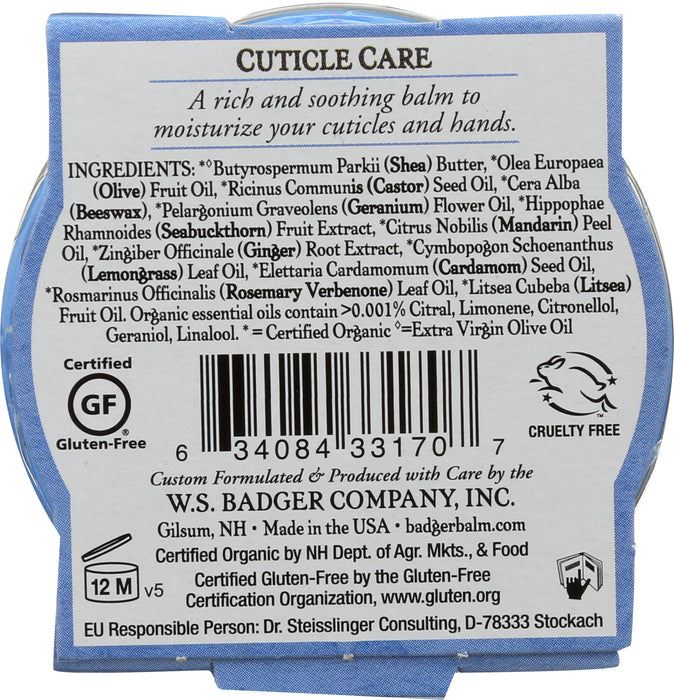 CUTICLE CARE
A rich and soothing balm to
moisturize your cuticles and hands.
INGREDIENTS: *◊Butyrospermum Parkii (Shea) Butter, *Olea Europaea
(Olive) Fruit Oil, *Ricinus Communis (Castor) Seed Oil, *Cera Alba
(Beeswax), *Pelargonium Graveolens (Geranium) Flower Oil, *Hippophae
Rhamnoides (Seabuckthorn) Fruit Extract, *Citrus Nobilis (Mandarin) Peel
Oil, *Zingiber Officinale (Ginger) Root Extract, *Cymbopogon Schoenanthus
(Lemongrass) Leaf Oil, *Elettaria Cardamomum (Cardamom) Seed Oil,
*Rosmarinus Officinalis (Rosemary Verbenone) Leaf Oil, *Litsea Cubeba (Litsea)
Fruit Oil. Organic essential oils contain >0.001% Citral, Limonene, Citronellol,
Geraniol, Linalool. * = Certified Organic ◊=Extra Virgin Olive Oil
Certified
GF
®
Gluten-Free
6 34084 33170 7
™
CRUELTY FREE
Custom Formulated & Produced with Care by the
W.S. BADGER COMPANY, INC.
Gilsum, NH • Made in the USA • badgerbalm.com
Certified Organic by NH Dept. of Agr. Mkts., & Food
12 M v5
Certified Gluten-Free by the Gluten-Free
Certification Organization, www.gluten.org
EU Responsible Person: Dr. Steisslinger Consulting, D-78333 Stockach